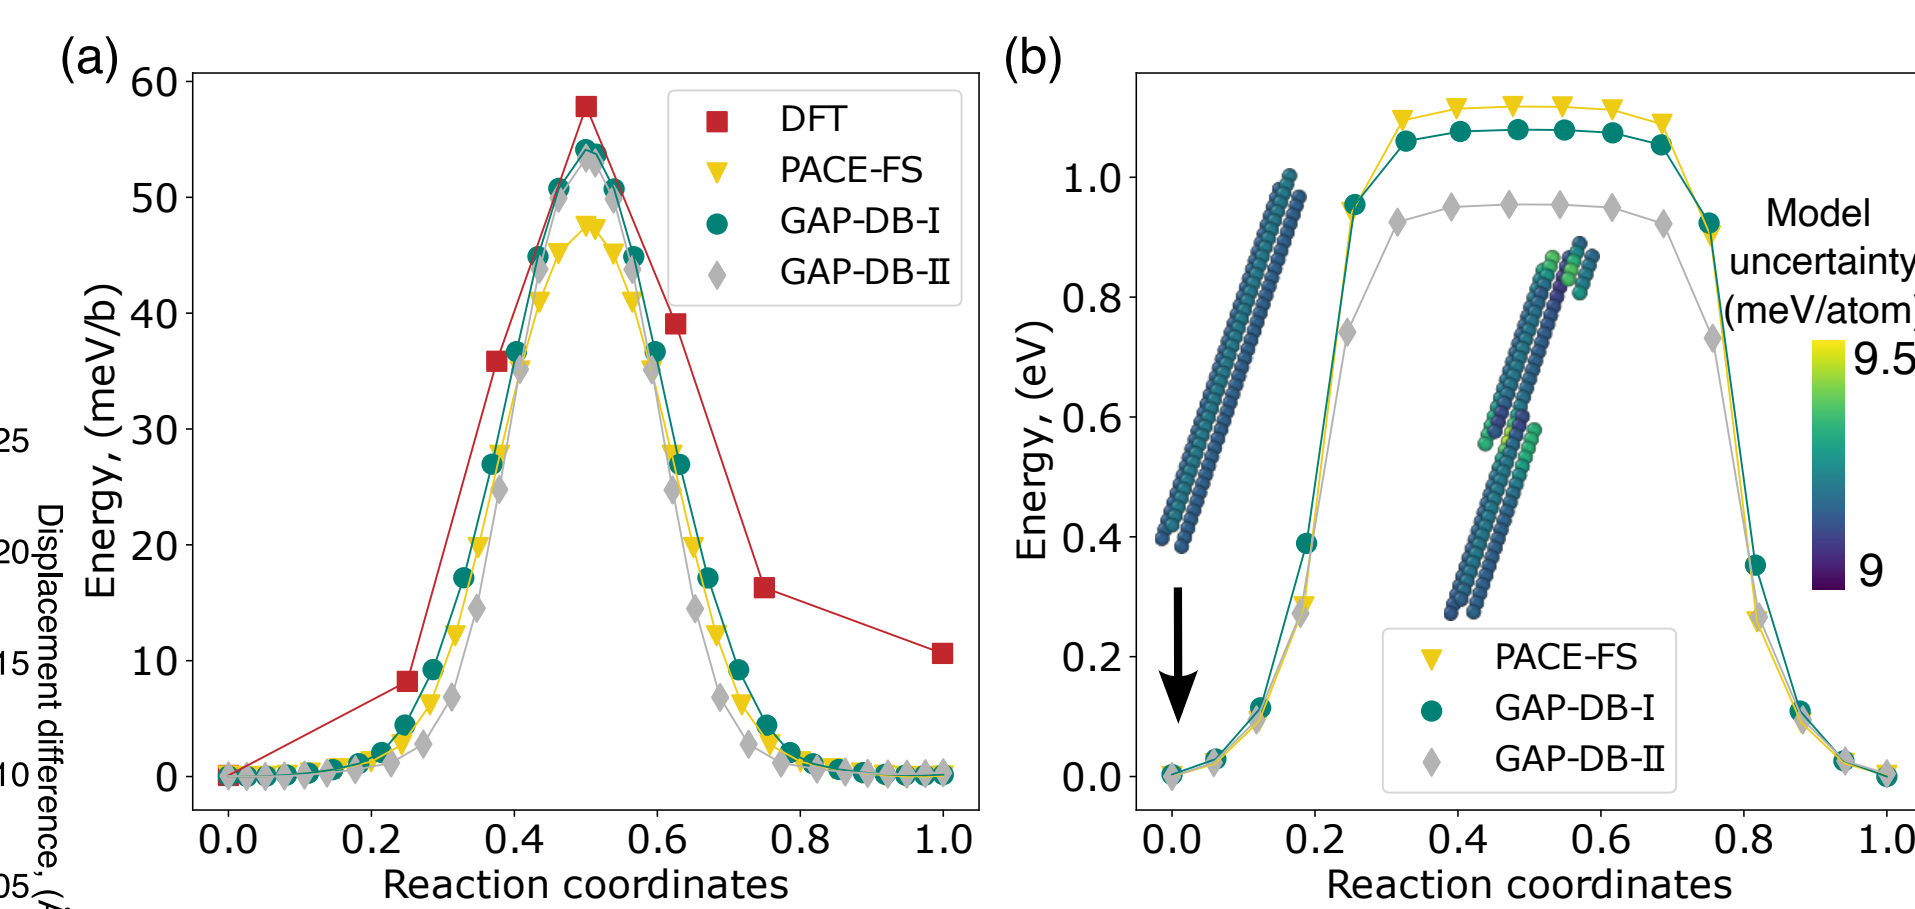 (a)
60
50
40
30
20
10
0
Energy, (meV/b)
DFT
PACE-FS
GAP-DB-I
GAP-DB-II
0.0 0.2 0.4 0.6 0.8 1.0
Reaction coordinates
25
20
15
10
05
Displacement difference, (
(b)
1.0
0.8
0.6
0.4
0.2
0.0
Energy, (eV)
Model
uncertainty
(meV/atom)
9.5
9
PACE-FS
GAP-DB-I
GAP-DB-II
0.0 0.2 0.4 0.6 0.8 1.0
Reaction coordinates